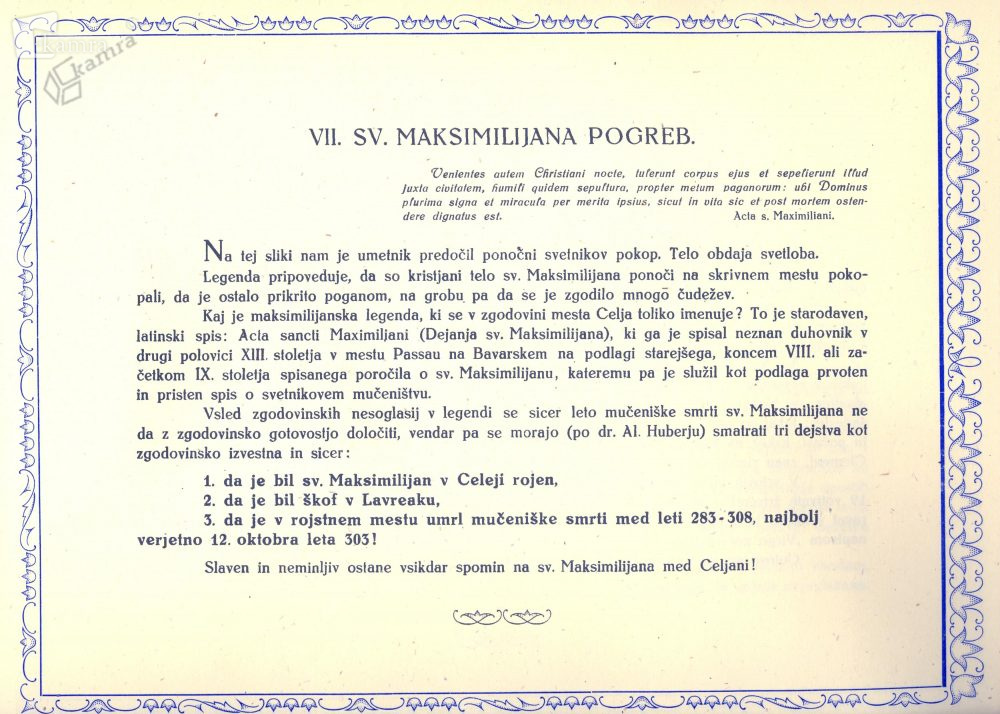 kamra
kamra
VII. SV. MAKSIMILIJANA POGREB.
Venientes autem Christiani nocte, tulerunt corpus ejus et sepelierunt illud
juxta civitatem, humili quidem sepultura, propter metum paganorum: ubi Dominus
plurima signa et miracula per merita ipsius, sicut in vita sic et post mortem osten-
dere dignatus est. Acta s. Maximiliani.
Na tej sliki nam je umetnik predočil ponočni svetnikov pokop. Telo obdaja svetloba.
Legenda pripoveduje, da so kristjani telo sv. Maksimilijana ponoči na skrivnem mestu poko-
pali, da je ostalo prikrito poganom, na grobu pa da se je zgodilo mnogo čudežev.
Kaj je maksimilijanska legenda, ki se v zgodovini mesta Celja toliko imenuje? To je starodaven,
latinski spis: Acta sancti Maximiliani (Dejanja sv. Maksimilijana), ki ga je spisal neznan duhovnik v
drugi polovici XIII. stoletja v mestu Passau na Bavarskem na podlagi starejšega, koncem VIII. ali za-
četkom IX. stoletja spisanega poročila o sv. Maksimilijanu, kateremu pa je služil kot podlaga prvoten
in pristen spis o svetnikovem mučeništvu.
Vsled zgodovinskih nesoglasij v legendi se sicer leto mučeniške smrti sv. Maksimilijana ne
da z zgodovinsko gotovostjo določiti, vendar pa se morajo (po dr. Al. Huberju) smatrati tri dejstva kot
zgodovinsko izvestna in sicer:
1. da je bil sv. Maksimilijan v Celeji rojen,
2. da je bil škof v Lavreaku,
3. da je v rojstnem mestu umrl mučeniške smrti med leti 283-308, najbolj
verjetno 12. oktobra leta 303!
Slaven in neminljiv ostane vsikdar spomin na sv. Maksimilijana med Celjani!